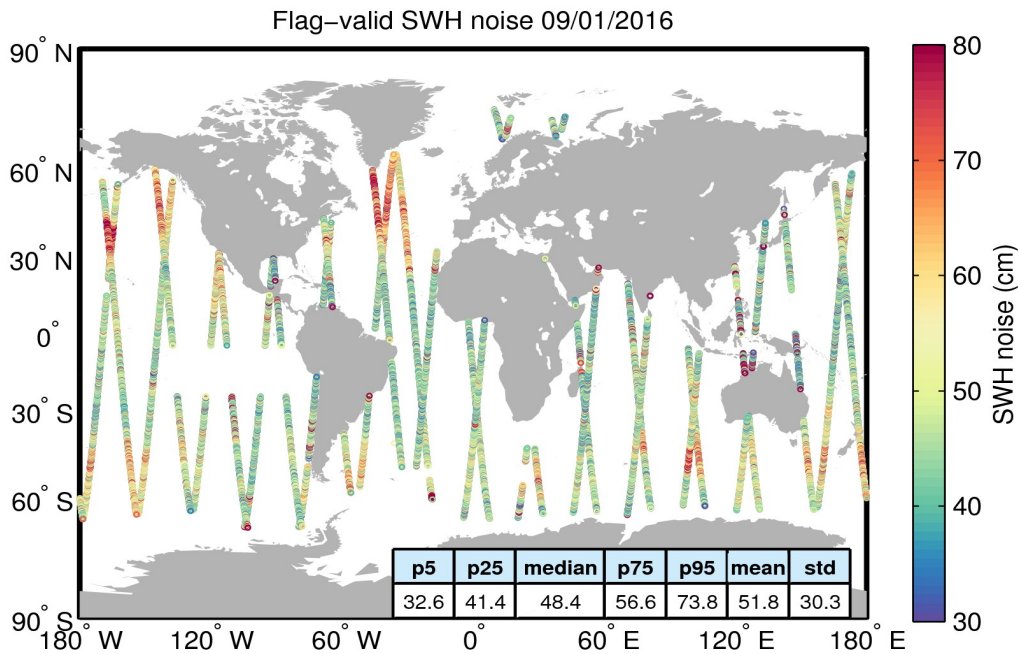 Flag−valid SWH noise 09/01/2016
90° N
60° N
30° N
0°
30° S
60° S
90° S
180° W
120° W
60° W
0°
60° E
120° E
180° E
80
70
60
50
40
30
SWH noise (cm)
p5 p25 median p75 p95 mean std
32.6 41.4 48.4 56.6 73.8 51.8 30.3